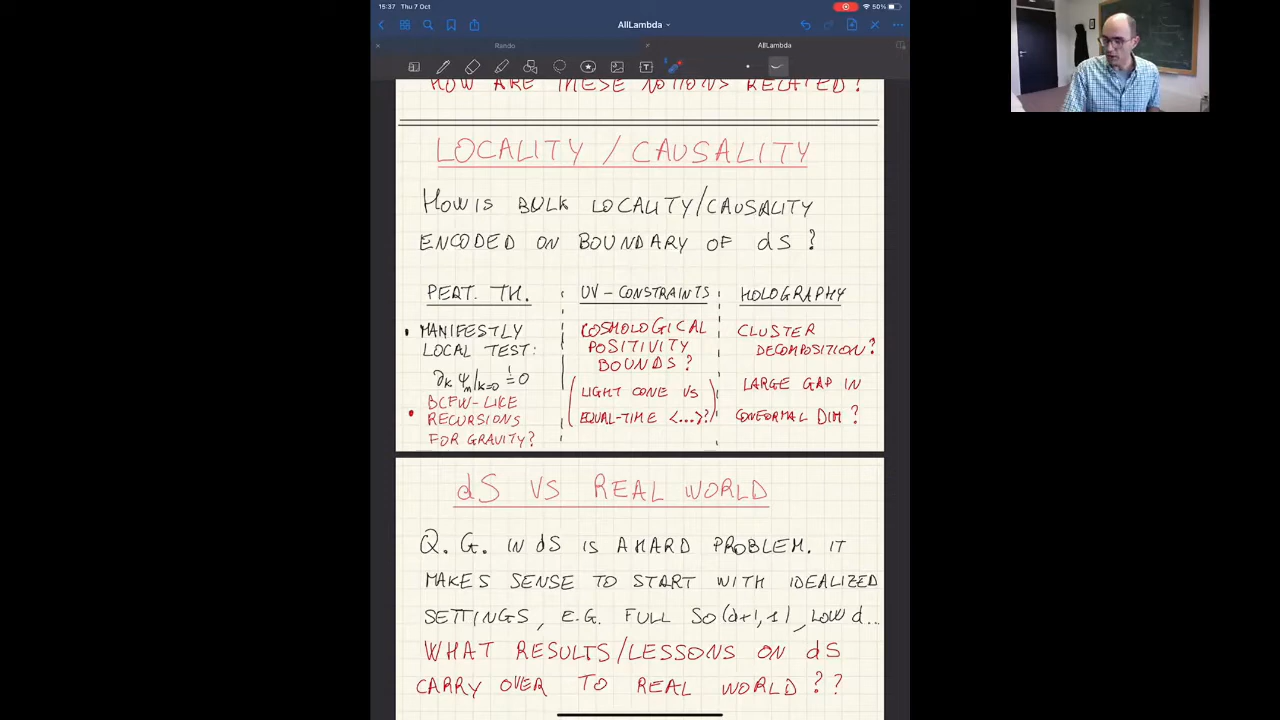 15:37 Thu 7 Oct
50%
AllLambda
Rando
AllLambda
HOW ARE THESE NOTIONS RELATED?
LOCALITY / CAUSALITY
HOW IS BULK LOCALITY/CAUSALITY
ENCODED ON BOUNDARY OF dS ?
PERT. TH.
• MANIFESTLY
LOCAL TEST:
∂k ψn|k=0 != 0
• BCFW-LIKE
RECURSIONS
FOR GRAVITY?
UV - CONSTRAINTS
COSMOLOGICAL
POSITIVITY
BOUNDS ?
(LIGHT CONE VS
EQUAL-TIME <...>?)
HOLOGRAPHY
CLUSTER
DECOMPOSITION?
LARGE GAP IN
CONFORMAL DIM ?
dS VS REAL WORLD
Q. G. IN dS IS A HARD PROBLEM. IT
MAKES SENSE TO START WITH IDEALIZED
SETTINGS, E.G. FULL SO(d+1,1), LOW d...
WHAT RESULTS/LESSONS ON dS
CARRY OVER TO REAL WORLD ??